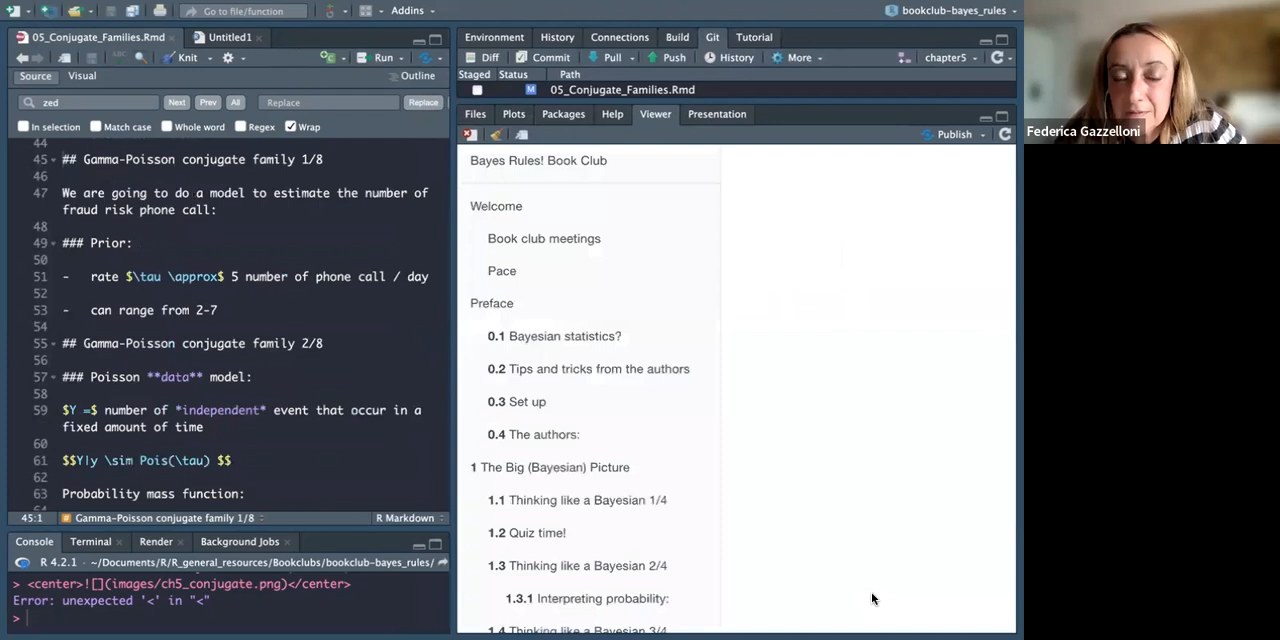 Go to file/function
Addins
bookclub-bayes_rules
05_Conjugate_Families.Rmd
Untitled1
Knit
Run
Source
Visual
Outline
zed
Next
Prev
All
Replace
Replace
In selection
Match case
Whole word
Regex
Wrap
44
45 ## Gamma-Poisson conjugate family 1/8
46
47 We are going to do a model to estimate the number of
fraud risk phone call:
48
49 ### Prior:
50
51 - rate $\tau \approx$ 5 number of phone call / day
52
53 - can range from 2-7
54
55 ## Gamma-Poisson conjugate family 2/8
56
57 ### Poisson **data** model:
58
59 $Y =$ number of *independent* event that occur in a
fixed amount of time
60
61 $$Y|y \sim Pois(\tau) $$
62
63 Probability mass function:
45:1
Gamma-Poisson conjugate family 1/8
R Markdown
Console
Terminal
Render
Background Jobs
R 4.2.1 · ~/Documents/R/R_general_resources/Bookclubs/bookclub-bayes_rules/
> <center>![](images/ch5_conjugate.png)</center>
Error: unexpected '<' in "<"
>
Environment
History
Connections
Build
Git
Tutorial
Diff
Commit
Pull
Push
History
More
chapter5
Staged
Status
Path
M
05_Conjugate_Families.Rmd
Files
Plots
Packages
Help
Viewer
Presentation
Publish
Bayes Rules! Book Club
Welcome
Book club meetings
Pace
Preface
0.1 Bayesian statistics?
0.2 Tips and tricks from the authors
0.3 Set up
0.4 The authors:
1 The Big (Bayesian) Picture
1.1 Thinking like a Bayesian 1/4
1.2 Quiz time!
1.3 Thinking like a Bayesian 2/4
1.3.1 Interpreting probability:
1.4 Thinking like a Bayesian 3/4
Federica Gazzelloni